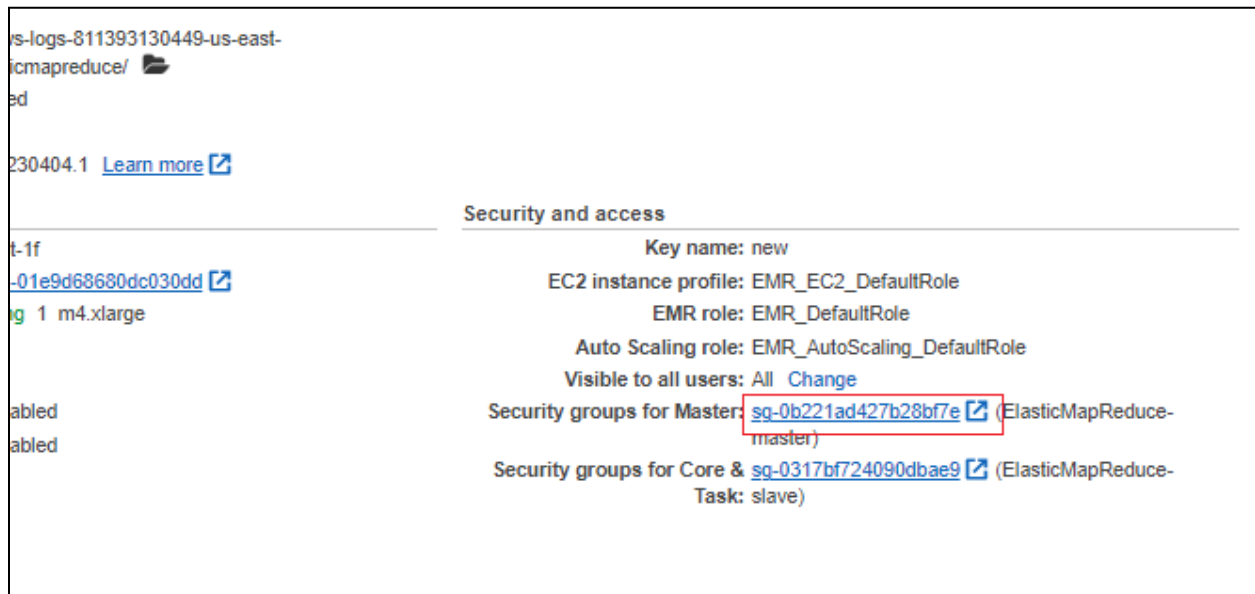 /s-logs-811393130449-us-east-
icmapreduce/
ed
230404.1 Learn more
Security and access
t-1f
Key name: new
-01e9d68680dc030dd
EC2 instance profile: EMR_EC2_DefaultRole
g 1 m4.xlarge
EMR role: EMR_DefaultRole
Auto Scaling role: EMR_AutoScaling_DefaultRole
Visible to all users: All Change
abled
Security groups for Master: sg-0b221ad427b28bf7e (ElasticMapReduce-
abled
master)
Security groups for Core & sg-0317bf724090dbae9 (ElasticMapReduce-
Task: slave)